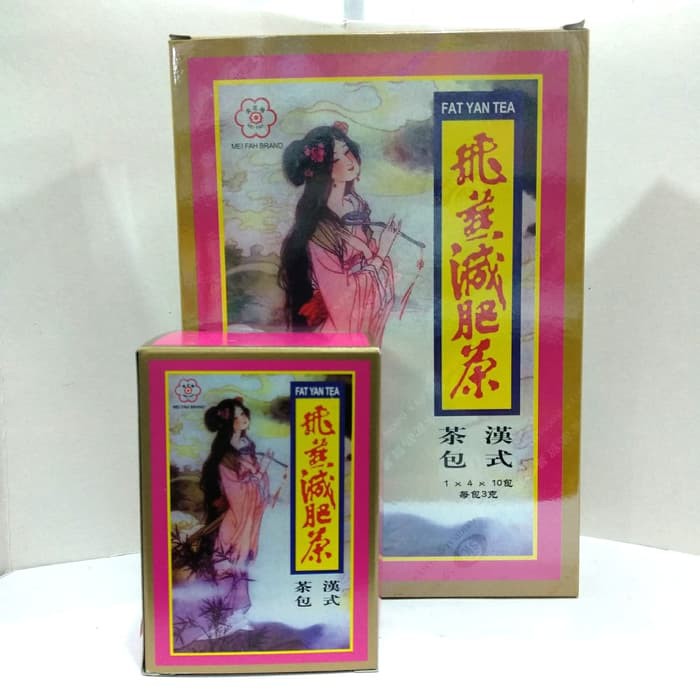 MEI FAH BRAND
FAT YAN TEA
飛燕減肥茶
漢式
茶包
1 × 4 × 10包
每包3克
MEI FAH BRAND
FAT YAN TEA
飛燕減肥茶
漢式
茶包